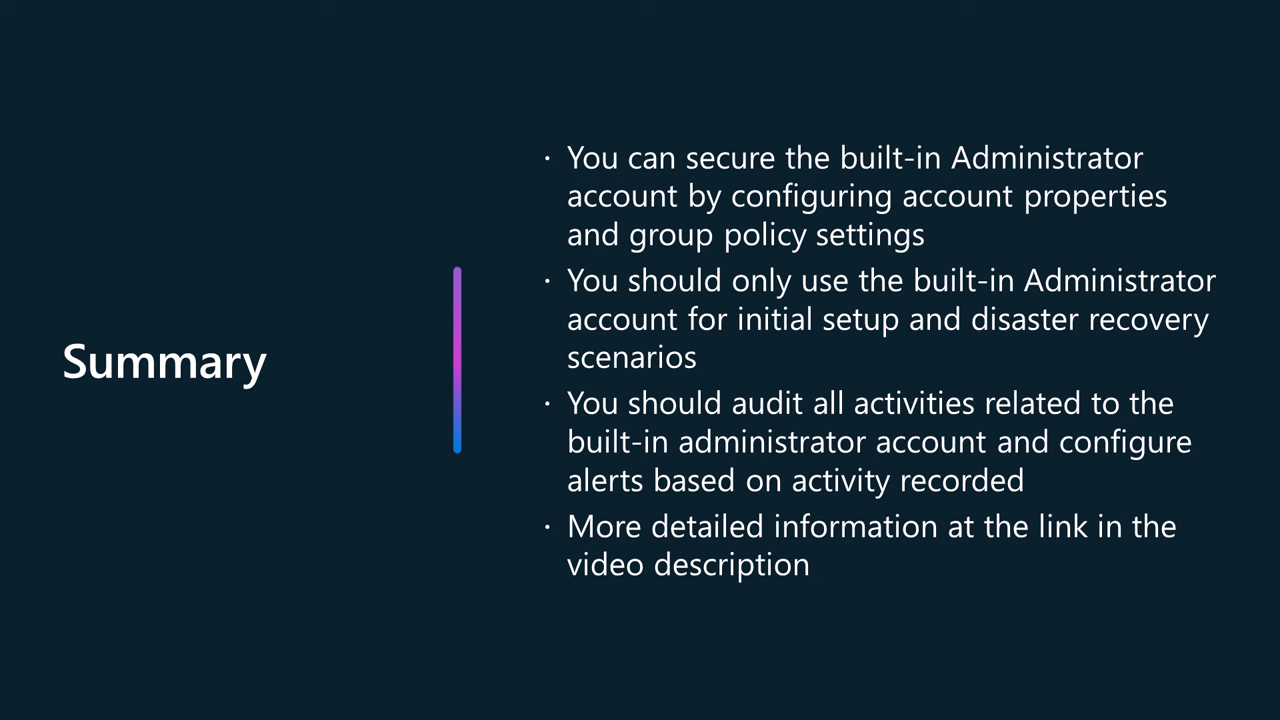 Summary
· You can secure the built-in Administrator
account by configuring account properties
and group policy settings
· You should only use the built-in Administrator
account for initial setup and disaster recovery
scenarios
· You should audit all activities related to the
built-in administrator account and configure
alerts based on activity recorded
· More detailed information at the link in the
video description